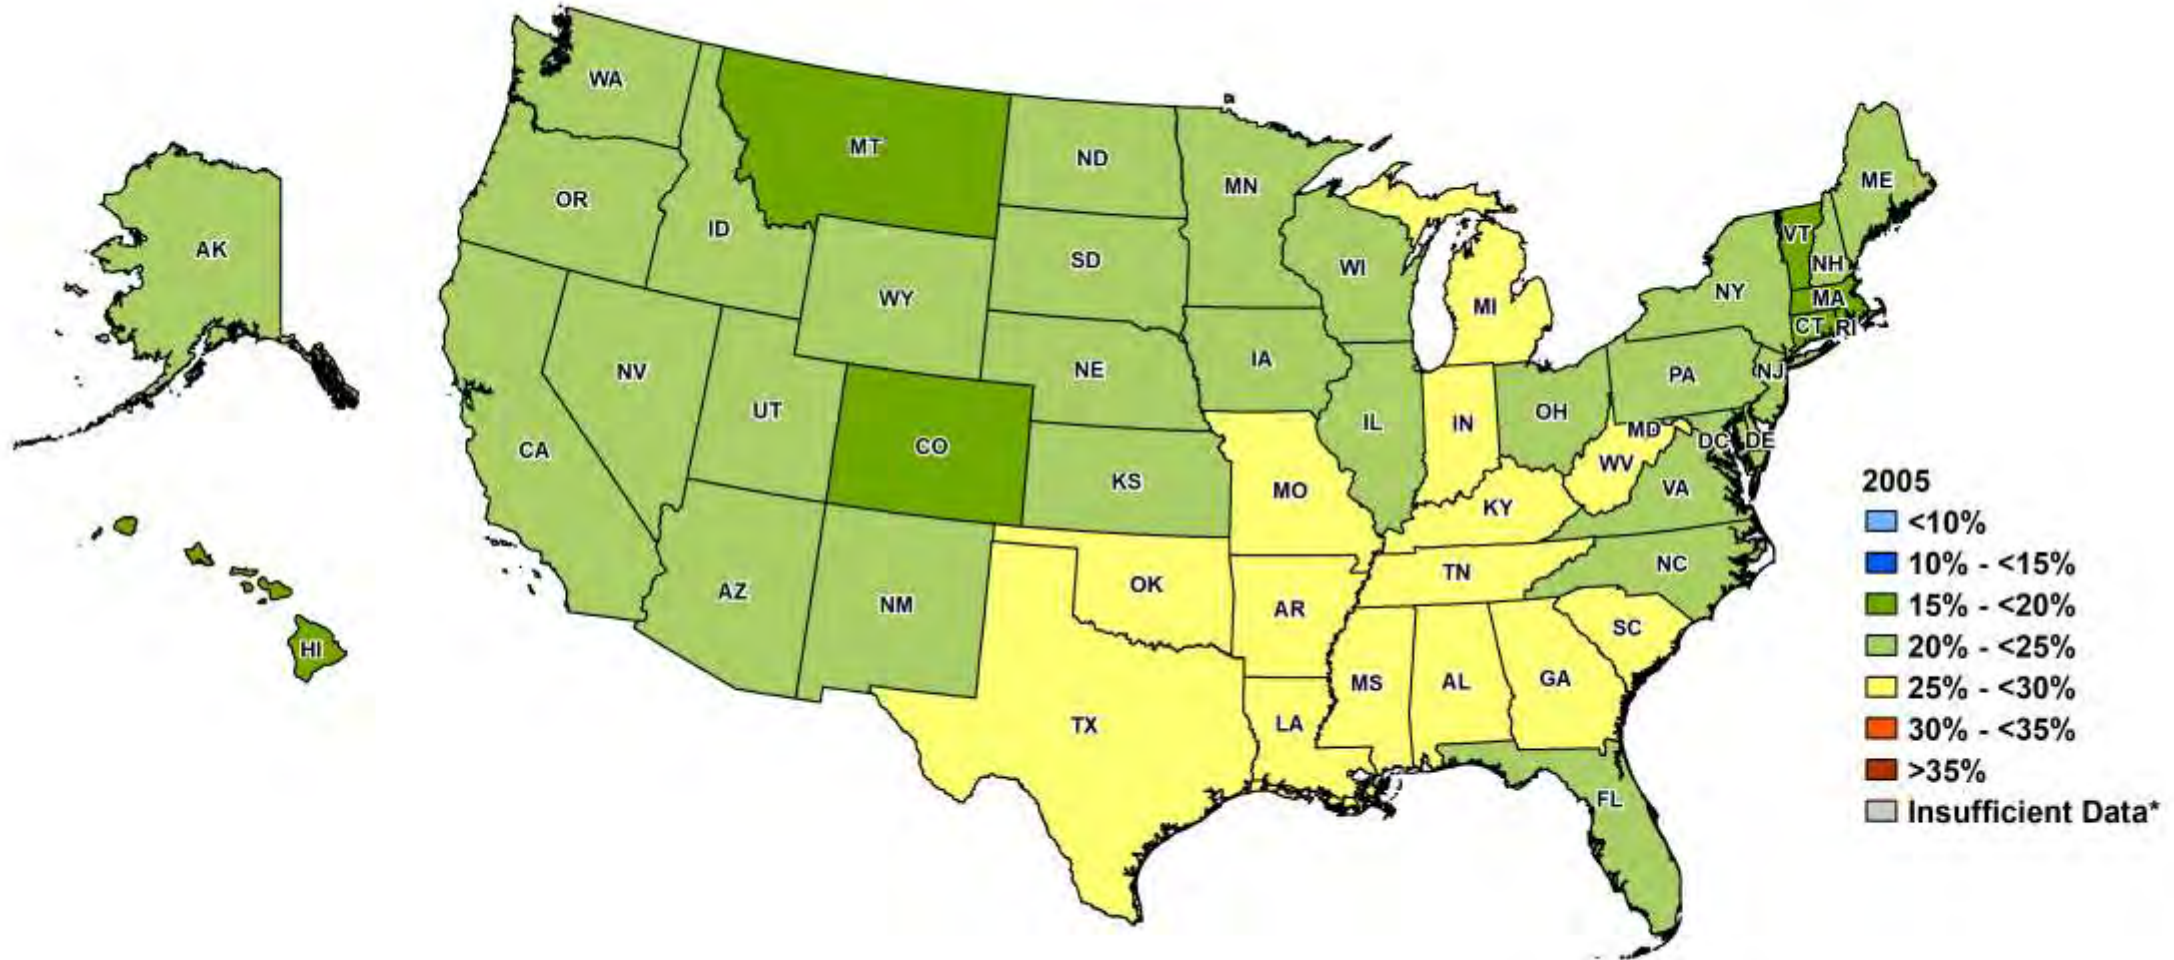 WA
MT
ND
MN
ME
OR
ID
AK
SD
WI
VT
NH
WY
NY
MA
MI
CT
RI
NV
NE
IA
PA
NJ
UT
CO
IL
IN
OH
MD
DC
DE
CA
KS
MO
WV
VA
KY
2005
<10%
10% - <15%
15% - <20%
20% - <25%
25% - <30%
30% - <35%
>35%
Insufficient Data*
AZ
NM
OK
AR
TN
NC
HI
SC
TX
LA
MS
AL
GA
FL